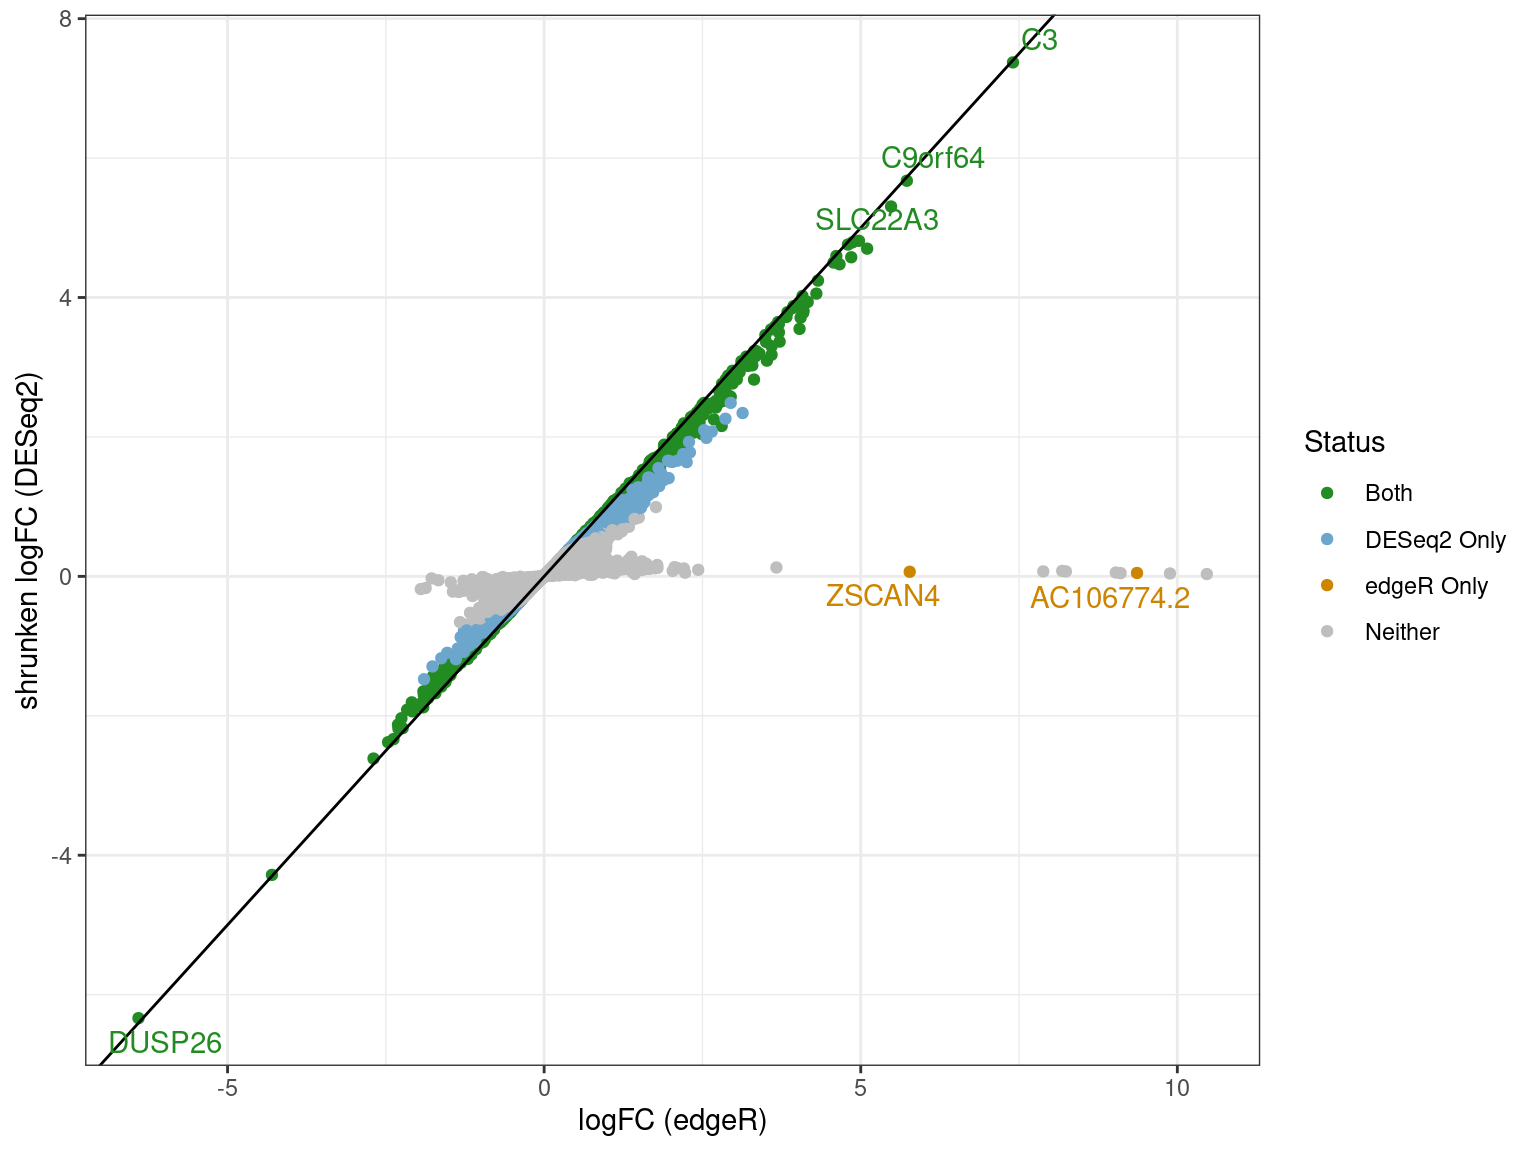 8
C3
C9orf64
SLC22A3
4
0
ZSCAN4
AC106774.2
-4
DUSP26
-5
0
5
10
logFC (edgeR)
shrunken logFC (DESeq2)
Status
Both
DESeq2 Only
edgeR Only
Neither